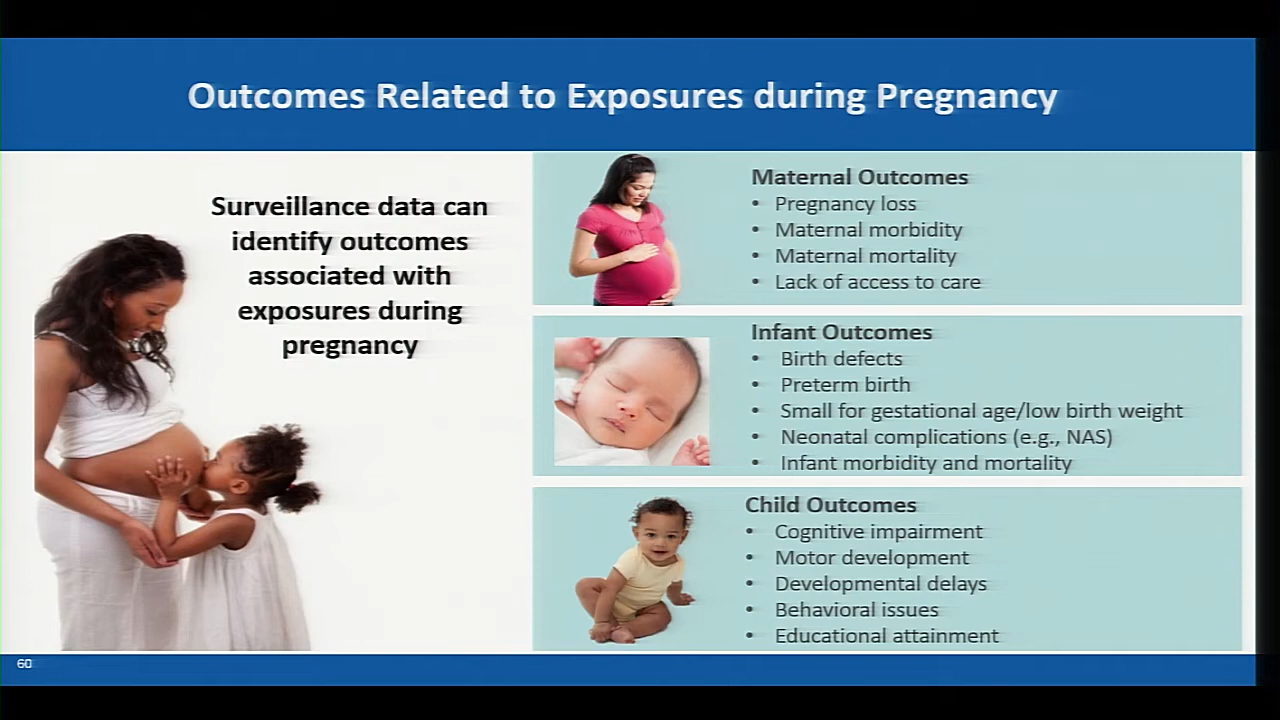 Outcomes Related to Exposures during Pregnancy
Surveillance data can
identify outcomes
associated with
exposures during
pregnancy
Maternal Outcomes
• Pregnancy loss
• Maternal morbidity
• Maternal mortality
• Lack of access to care
Infant Outcomes
• Birth defects
• Preterm birth
• Small for gestational age/low birth weight
• Neonatal complications (e.g., NAS)
• Infant morbidity and mortality
Child Outcomes
• Cognitive impairment
• Motor development
• Developmental delays
• Behavioral issues
• Educational attainment
60